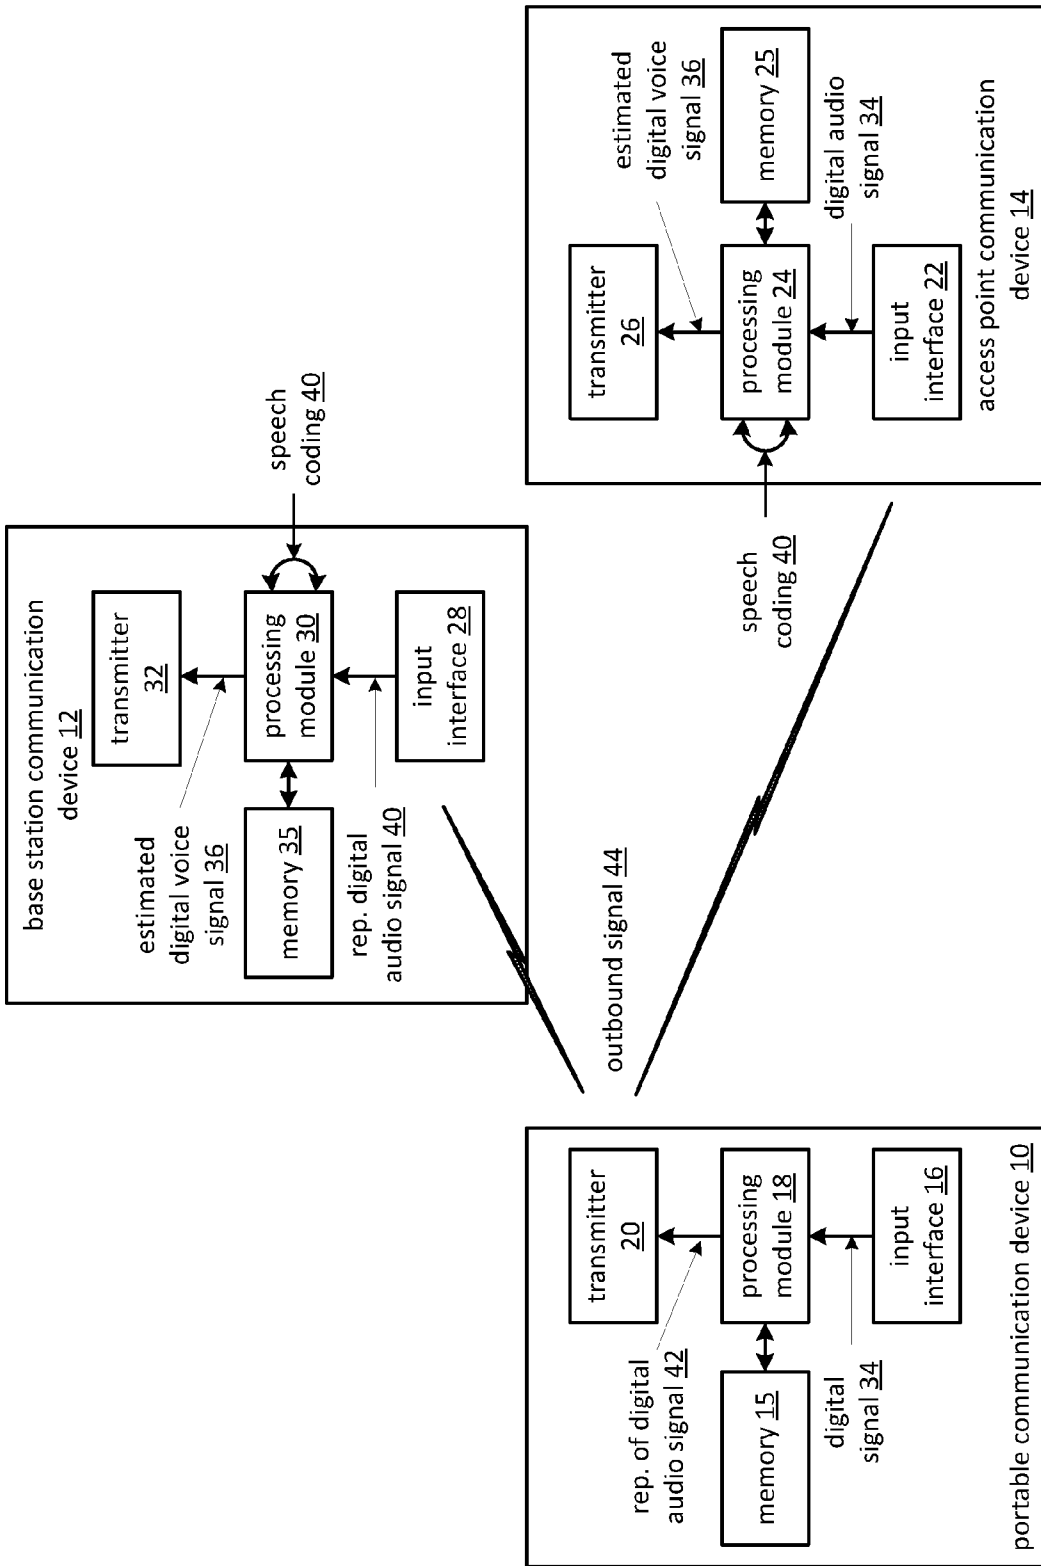 base station communication
device 12
transmitter
32
estimated
digital voice
signal 36
processing
module 30
speech
coding 40
memory 35
rep. digital
audio signal 40
input
interface 28
outbound signal 44
transmitter
20
rep. of digital
audio signal 42
processing
module 18
memory 15
digital
signal 34
input
interface 16
portable communication device 10
transmitter
26
estimated
digital voice
signal 36
speech
coding 40
processing
module 24
memory 25
digital audio
signal 34
input
interface 22
access point communication
device 14